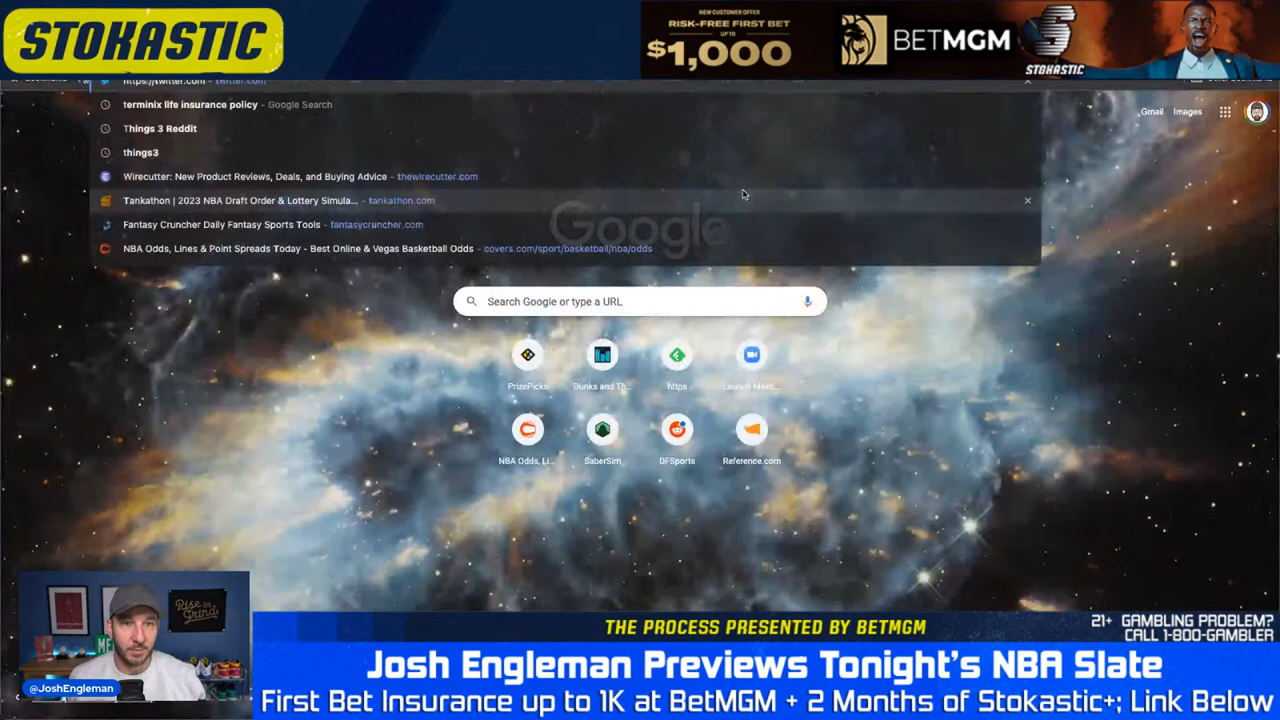 STOKASTIC
NEW CUSTOMER OFFER
RISK-FREE FIRST BET
UP TO
$1,000
BETMGM
STOKASTIC
https://twitter.com - twitter.com
terminix life insurance policy - Google Search
Things 3 Reddit
things3
Wirecutter: New Product Reviews, Deals, and Buying Advice - thewirecutter.com
Tankathon | 2023 NBA Draft Order & Lottery Simula... - tankathon.com
Fantasy Cruncher Daily Fantasy Sports Tools - fantasycruncher.com
NBA Odds, Lines & Point Spreads Today - Best Online & Vegas Basketball Odds - covers.com/sport/basketball/nba/odds
Gmail Images
Google
Search Google or type a URL
PrizePicks Dunks and Th... https Launch Meeti...
NBA Odds, Li... SaberSim DFSports Reference.com
Rise and Grind
@JoshEngleman
THE PROCESS PRESENTED BY BETMGM
21+ GAMBLING PROBLEM?
CALL 1-800-GAMBLER
Josh Engleman Previews Tonight's NBA Slate
First Bet Insurance up to 1K at BetMGM + 2 Months of Stokastic+; Link Below